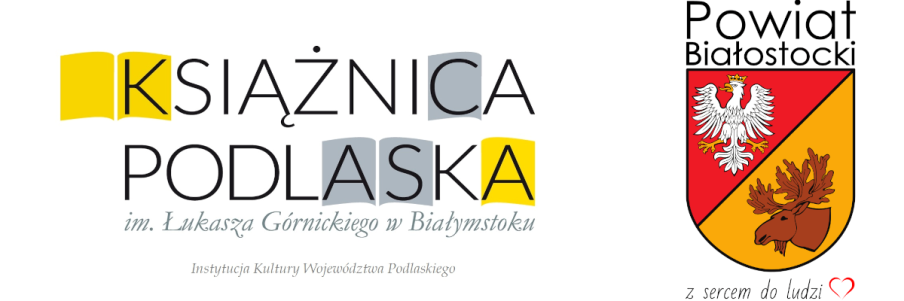 KSIĄŻNICA
PODLASKA
im. Łukasza Górnickiego w Białymstoku
Instytucja Kultury Województwa Podlaskiego
Powiat
Białostocki
z sercem do ludzi